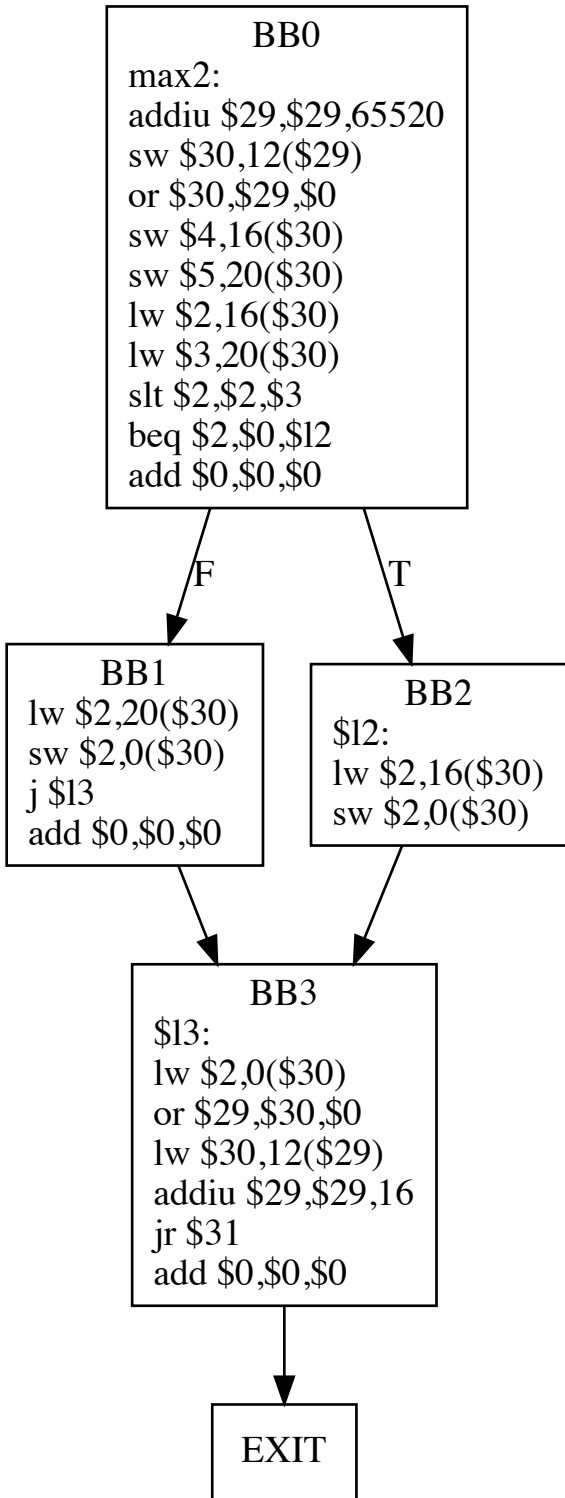 BB0
max2:
addiu $29,$29,65520
sw $30,12($29)
or $30,$29,$0
sw $4,16($30)
sw $5,20($30)
lw $2,16($30)
lw $3,20($30)
slt $2,$2,$3
beq $2,$0,$l2
add $0,$0,$0
F
T
BB1
lw $2,20($30)
sw $2,0($30)
j $l3
add $0,$0,$0
BB2
$l2:
lw $2,16($30)
sw $2,0($30)
BB3
$l3:
lw $2,0($30)
or $29,$30,$0
lw $30,12($29)
addiu $29,$29,16
jr $31
add $0,$0,$0
EXIT